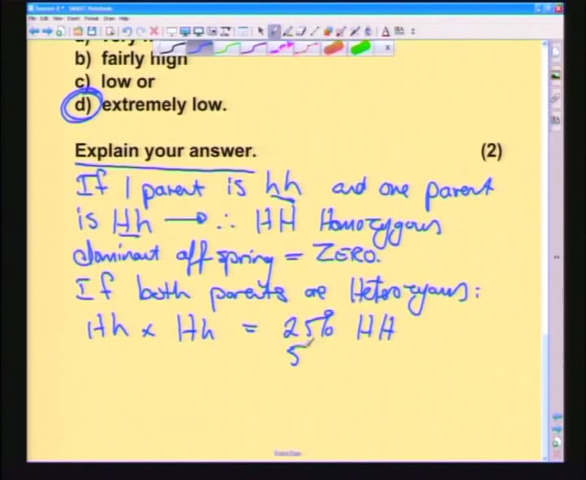 b) fairly high
c) low or
d) extremely low.
Explain your answer. (2)
If 1 parent is hh and one parent
is Hh → ∴ HH Homozygous
dominant offspring = ZERO.
If both parents are Heterozygous:
Hh x Hh = 25% HH
5